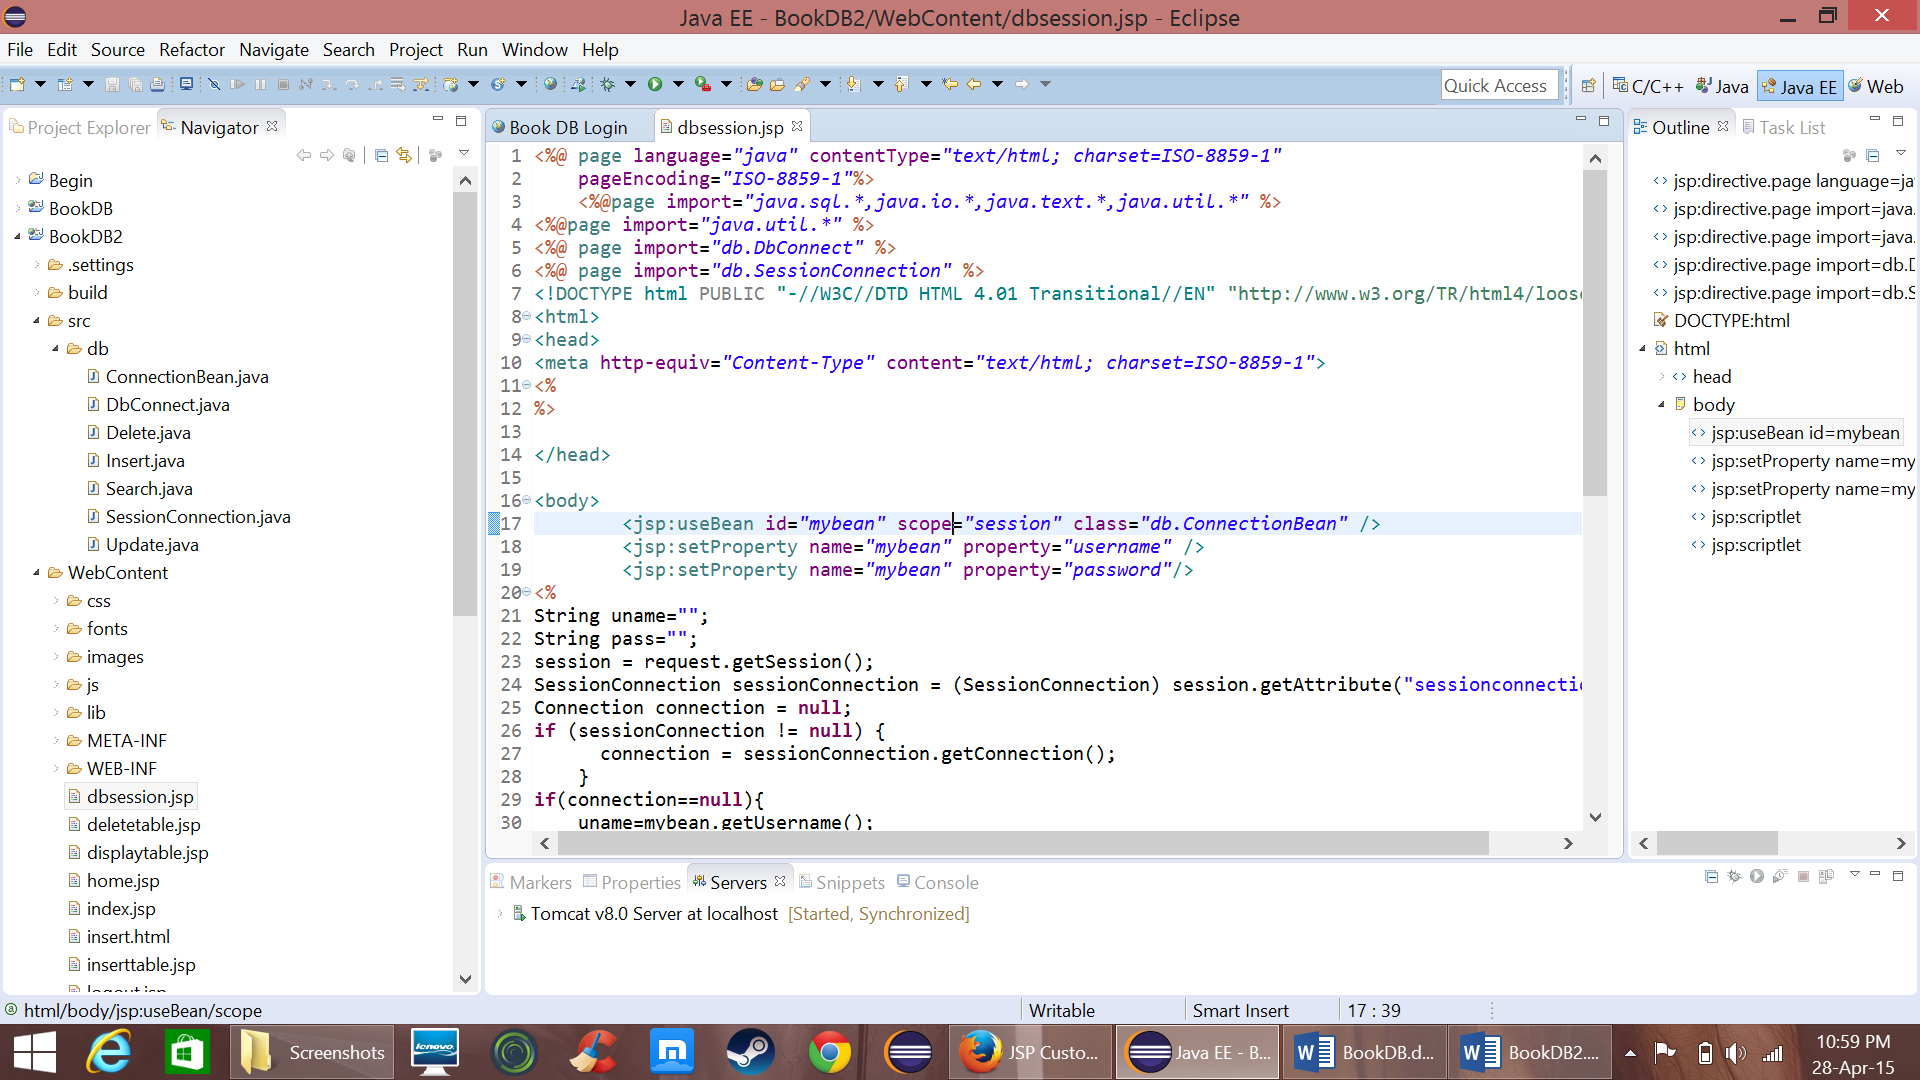 Java EE - BookDB2/WebContent/dbsession.jsp - Eclipse
File Edit Source Refactor Navigate Search Project Run Window Help
Quick Access
C/C++ Java Java EE Web
Project Explorer Navigator
Begin
BookDB
BookDB2
.settings
build
src
db
ConnectionBean.java
DbConnect.java
Delete.java
Insert.java
Search.java
SessionConnection.java
Update.java
WebContent
css
fonts
images
js
lib
META-INF
WEB-INF
dbsession.jsp
deletetable.jsp
displaytable.jsp
home.jsp
index.jsp
insert.html
inserttable.jsp
logout.jsp
Book DB Login dbsession.jsp
1 <%@ page language="java" contentType="text/html; charset=ISO-8859-1"
2 pageEncoding="ISO-8859-1"%>
3 <%@page import="java.sql.*,java.io.*,java.text.*,java.util.*" %>
4 <%@page import="java.util.*" %>
5 <%@ page import="db.DbConnect" %>
6 <%@ page import="db.SessionConnection" %>
7 <!DOCTYPE html PUBLIC "-//W3C//DTD HTML 4.01 Transitional//EN" "http://www.w3.org/TR/html4/loose
8 <html>
9 <head>
10 <meta http-equiv="Content-Type" content="text/html; charset=ISO-8859-1">
11 <%
12 %>
13
14 </head>
15
16 <body>
17 <jsp:useBean id="mybean" scope="session" class="db.ConnectionBean" />
18 <jsp:setProperty name="mybean" property="username" />
19 <jsp:setProperty name="mybean" property="password"/>
20 <%
21 String uname="";
22 String pass="";
23 session = request.getSession();
24 SessionConnection sessionConnection = (SessionConnection) session.getAttribute("sessionconnecti
25 Connection connection = null;
26 if (sessionConnection != null) {
27 connection = sessionConnection.getConnection();
28 }
29 if(connection==null){
30 uname=mybean.getUsername();
Outline Task List
jsp:directive.page language=ja
jsp:directive.page import=java.
jsp:directive.page import=java.
jsp:directive.page import=db.D
jsp:directive.page import=db.S
DOCTYPE:html
html
head
body
jsp:useBean id=mybean
jsp:setProperty name=my
jsp:setProperty name=my
jsp:scriptlet
jsp:scriptlet
Markers Properties Servers Snippets Console
Tomcat v8.0 Server at localhost [Started, Synchronized]
html/body/jsp:useBean/scope
Writable
Smart Insert
17 : 39
Screenshots
lenovo
JSP Custo...
Java EE - B...
BookDB.d...
BookDB2....
10:59 PM
28-Apr-15